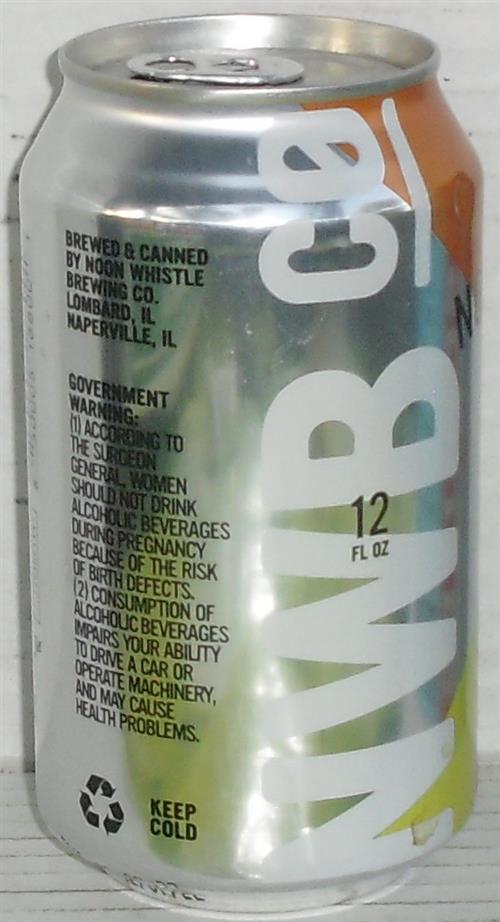 BREWED & CANNED
BY NOON WHISTLE
BREWING CO.
LOMBARD, IL
NAPERVILLE, IL
GOVERNMENT
WARNING:
(1) ACCORDING TO
THE SURGEON
GENERAL, WOMEN
SHOULD NOT DRINK
ALCOHOLIC BEVERAGES
DURING PREGNANCY
BECAUSE OF THE RISK
OF BIRTH DEFECTS.
(2) CONSUMPTION OF
ALCOHOLIC BEVERAGES
IMPAIRS YOUR ABILITY
TO DRIVE A CAR OR
OPERATE MACHINERY,
AND MAY CAUSE
HEALTH PROBLEMS.
KEEP
COLD
NWB Co
12
FL OZ